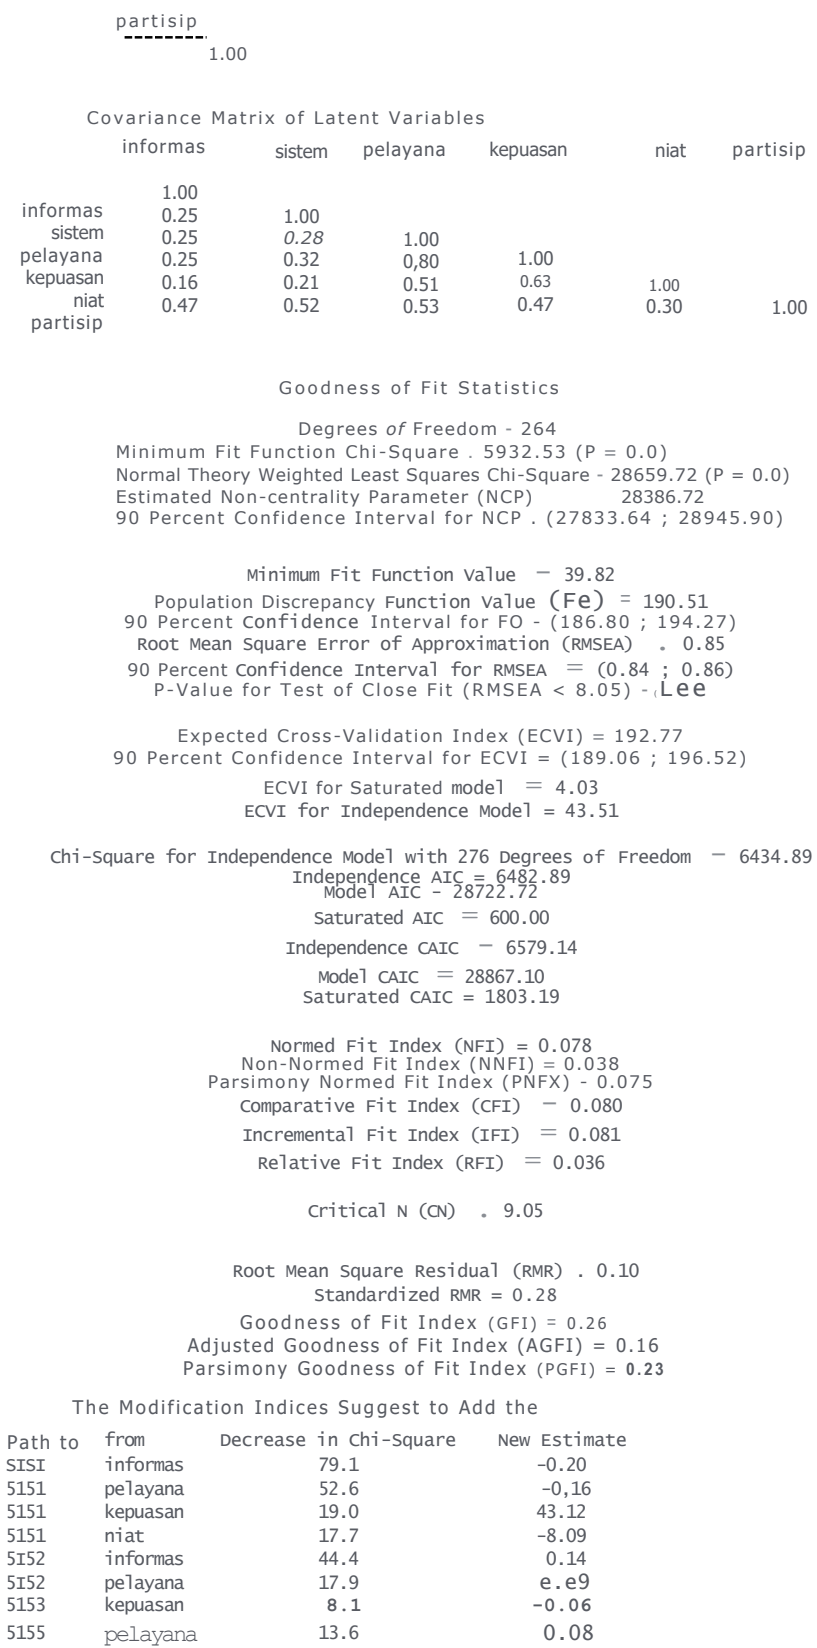 partisip
---------
1.00
Covariance Matrix of Latent Variables
informas sistem pelayana kepuasan niat partisip
informas 1.00
sistem 0.25 1.00
pelayana 0.25 0.28 1.00
kepuasan 0.25 0.32 0,80 1.00
niat 0.16 0.21 0.51 0.63 1.00
partisip 0.47 0.52 0.53 0.47 0.30 1.00
Goodness of Fit Statistics
Degrees of Freedom - 264
Minimum Fit Function Chi-Square . 5932.53 (P = 0.0)
Normal Theory Weighted Least Squares Chi-Square - 28659.72 (P = 0.0)
Estimated Non-centrality Parameter (NCP) 28386.72
90 Percent Confidence Interval for NCP . (27833.64 ; 28945.90)
Minimum Fit Function Value — 39.82
Population Discrepancy Function Value (Fe) = 190.51
90 Percent Confidence Interval for FO - (186.80 ; 194.27)
Root Mean Square Error of Approximation (RMSEA) . 0.85
90 Percent Confidence Interval for RMSEA = (0.84 ; 0.86)
P-Value for Test of Close Fit (RMSEA < 8.05) -(Lee
Expected Cross-Validation Index (ECVI) = 192.77
90 Percent Confidence Interval for ECVI = (189.06 ; 196.52)
ECVI for Saturated model = 4.03
ECVI for Independence Model = 43.51
Chi-Square for Independence Model with 276 Degrees of Freedom — 6434.89
Independence AIC = 6482.89
Model AIC - 28722.72
Saturated AIC = 600.00
Independence CAIC — 6579.14
Model CAIC = 28867.10
Saturated CAIC = 1803.19
Normed Fit Index (NFI) = 0.078
Non-Normed Fit Index (NNFI) = 0.038
Parsimony Normed Fit Index (PNFX) - 0.075
Comparative Fit Index (CFI) — 0.080
Incremental Fit Index (IFI) = 0.081
Relative Fit Index (RFI) = 0.036
Critical N (CN) . 9.05
Root Mean Square Residual (RMR) . 0.10
Standardized RMR = 0.28
Goodness of Fit Index (GFI) = 0.26
Adjusted Goodness of Fit Index (AGFI) = 0.16
Parsimony Goodness of Fit Index (PGFI) = 0.23
The Modification Indices Suggest to Add the
Path to from Decrease in Chi-Square New Estimate
SISI informas 79.1 -0.20
5151 pelayana 52.6 -0,16
5151 kepuasan 19.0 43.12
5151 niat 17.7 -8.09
5I52 informas 44.4 0.14
5I52 pelayana 17.9 e.e9
5153 kepuasan 8.1 -0.06
5155 pelayana 13.6 0.08